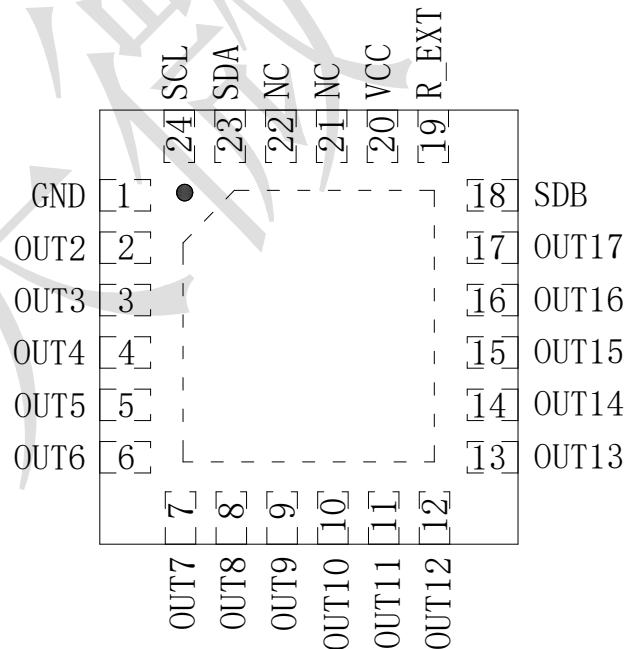 SCL SDA NC NC VCC R_EXT
24 23 22 21 20 19
GND 1 18 SDB
OUT2 2 17 OUT17
OUT3 3 16 OUT16
OUT4 4 15 OUT15
OUT5 5 14 OUT14
OUT6 6 13 OUT13
7 8 9 10 11 12
OUT7 OUT8 OUT9 OUT10 OUT11 OUT12